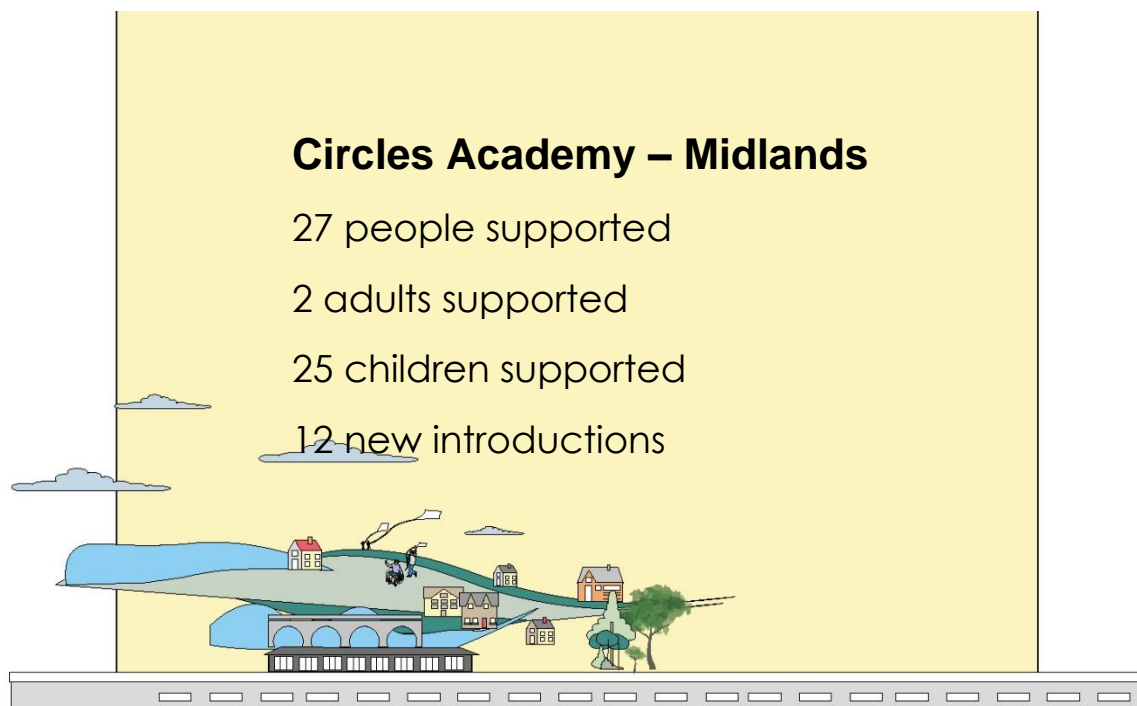 Circles Academy – Midlands
27 people supported
2 adults supported
25 children supported
12 new introductions